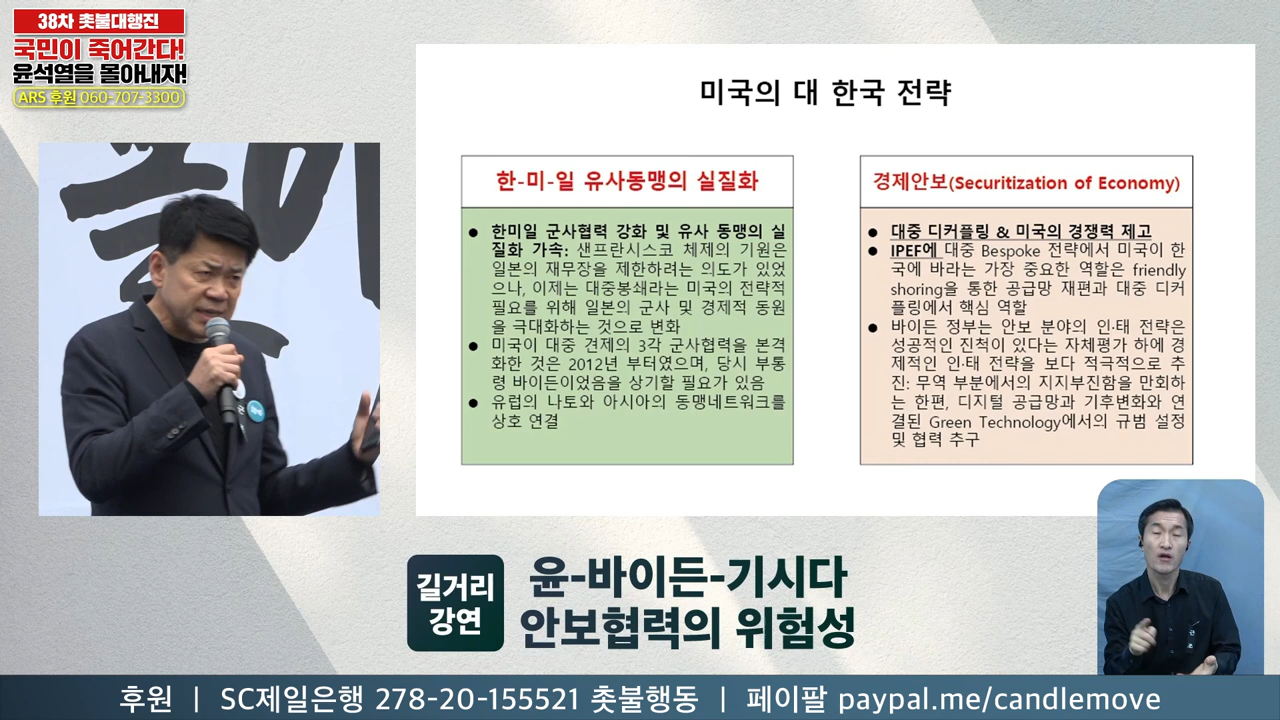 38차 촛불대행진
국민이 죽어간다!
윤석열을 몰아내자!
ARS 후원 060-707-3300
미국의 대 한국 전략
한-미-일 유사동맹의 실질화
● 한미일 군사협력 강화 및 유사 동맹의 실
질화 가속: 샌프란시스코 체제의 기원은
일본의 재무장을 제한하려는 의도가 있었
으나, 이제는 대중봉쇄라는 미국의 전략적
필요를 위해 일본의 군사 및 경제적 동원
을 극대화하는 것으로 변화
● 미국이 대중 견제의 3각 군사협력을 본격
화한 것은 2012년 부터였으며, 당시 부통
령 바이든이었음을 상기할 필요가 있음
● 유럽의 나토와 아시아의 동맹네트워크를
상호 연결
경제안보(Securitization of Economy)
● 대중 디커플링 & 미국의 경쟁력 제고
● IPEF에 대중 Bespoke 전략에서 미국이 한
국에 바라는 가장 중요한 역할은 friendly
shoring을 통한 공급망 재편과 대중 디커
플링에서 핵심 역할
● 바이든 정부는 안보 분야의 인·태 전략은
성공적인 진척이 있다는 자체평가 하에 경
제적인 인·태 전략을 보다 적극적으로 추
진: 무역 부분에서의 지지부진함을 만회하
는 한편, 디지털 공급망과 기후변화와 연
결된 Green Technology에서의 규범 설정
및 협력 추구
길거리
강연
윤-바이든-기시다
안보협력의 위험성
후원 | SC제일은행 278-20-155521 촛불행동 | 페이팔 paypal.me/candlemove